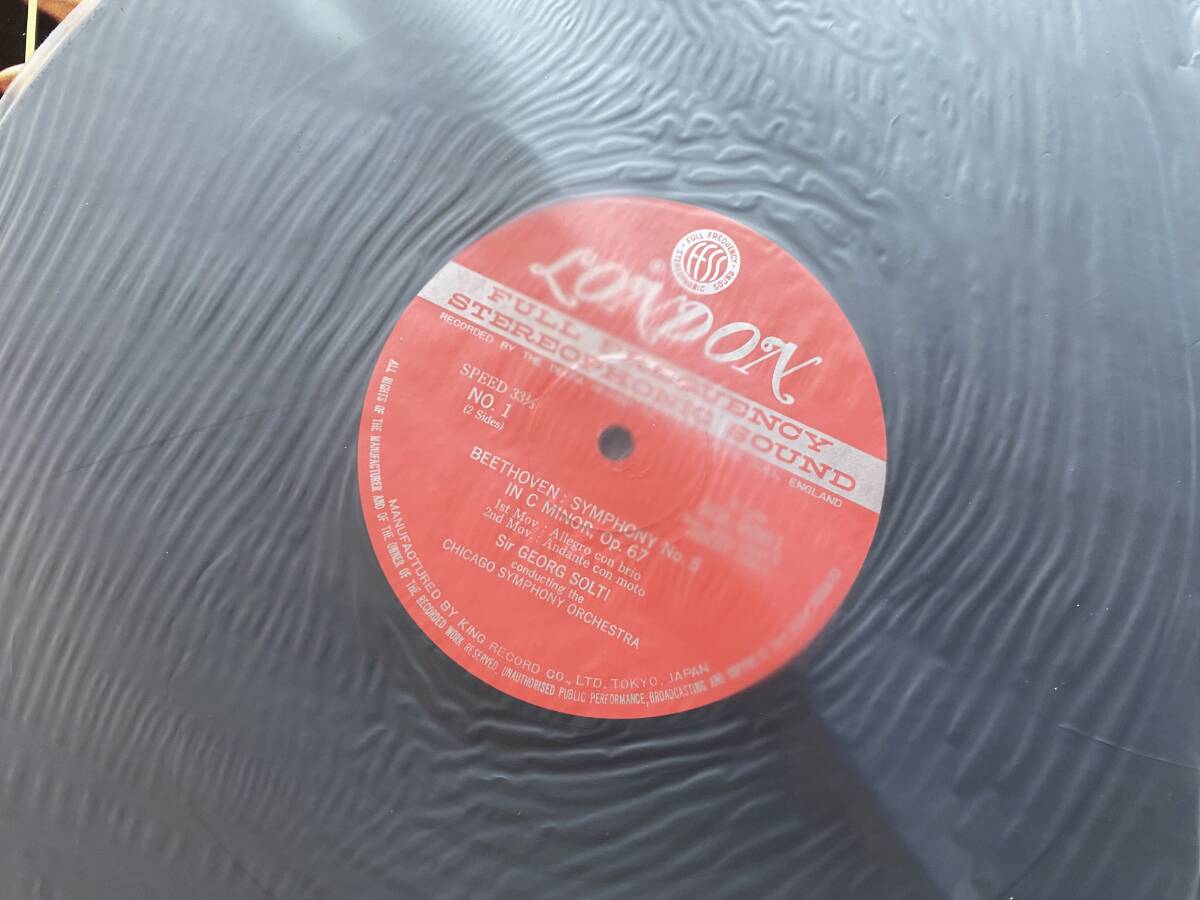 FULL FREQUENCY
ffss
STEREOPHONIC SOUND
LONDON
FULL FREQUENCY
STEREOPHONIC SOUND
RECORDED BY THE ENGLAND
SPEED 33⅓
NO. 1
(2 Sides)
BEETHOVEN : SYMPHONY No. 5
IN C MINOR, Op. 67
1st Mov. : Allegro con brio
2nd Mov. : Andante con moto
Sir GEORG SOLTI
conducting the
CHICAGO SYMPHONY ORCHESTRA
MANUFACTURED BY KING RECORD CO., LTD. TOKYO, JAPAN
ALL RIGHTS OF THE MANUFACTURER AND OF THE OWNER OF THE RECORDED WORK RESERVED. UNAUTHORISED PUBLIC PERFORMANCE, BROADCASTING AND